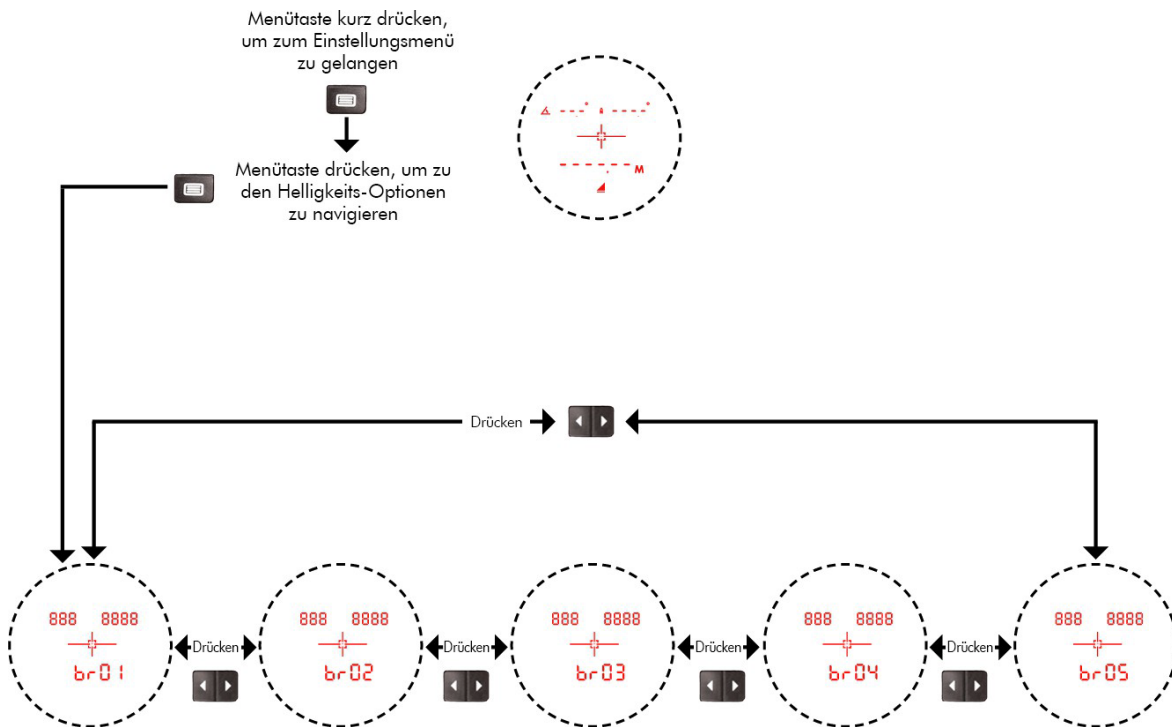 Menütaste kurz drücken,
um zum Einstellungsmenü
zu gelangen
M
Menütaste drücken, um zu
den Helligkeits-Optionen
zu navigieren
Drücken
888 8888
br01
Drücken
888 8888
br02
Drücken
888 8888
br03
Drücken
888 8888
br04
Drücken
888 8888
br05